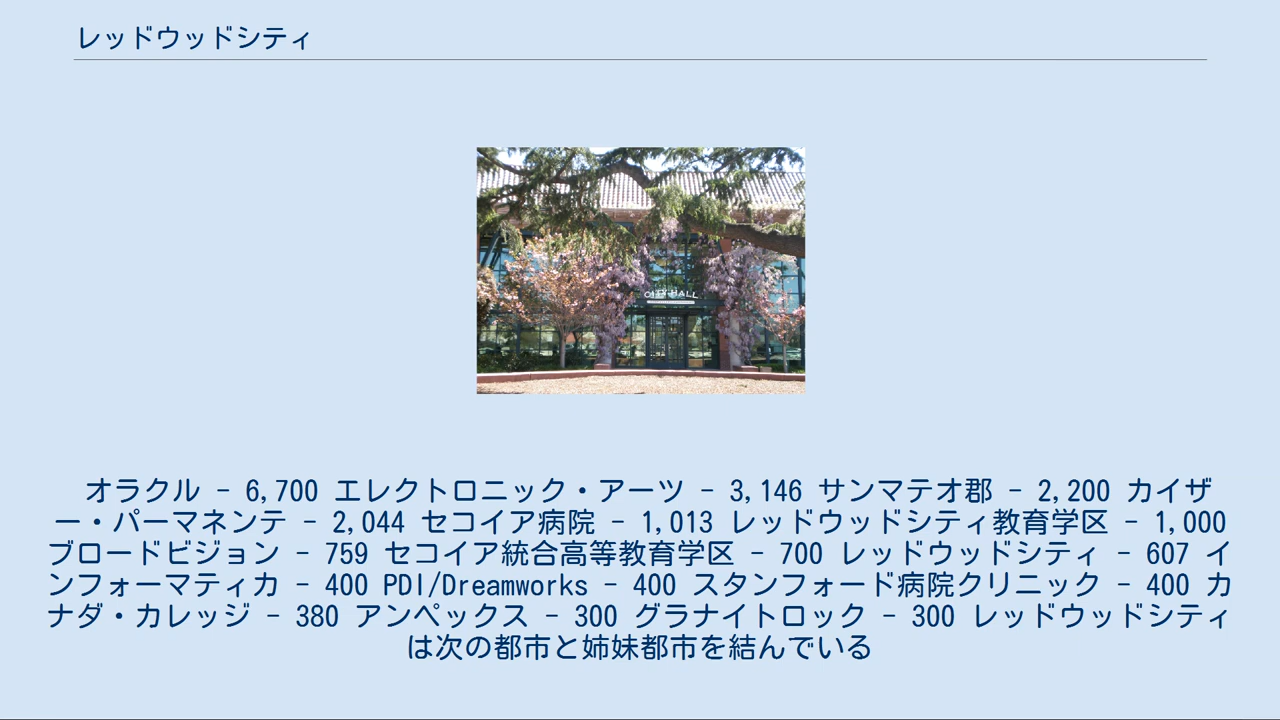 レッドウッドシティ
CITY HALL
オラクル - 6,700 エレクトロニック・アーツ - 3,146 サンマテオ郡 - 2,200 カイザ
ー・パーマネンテ - 2,044 セコイア病院 - 1,013 レッドウッドシティ教育学区 - 1,000
ブロードビジョン - 759 セコイア統合高等教育学区 - 700 レッドウッドシティ - 607 イ
ンフォーマティカ - 400 PDI/Dreamworks - 400 スタンフォード病院クリニック - 400 カ
ナダ・カレッジ - 380 アンペックス - 300 グラナイトロック - 300 レッドウッドシティ
は次の都市と姉妹都市を結んでいる